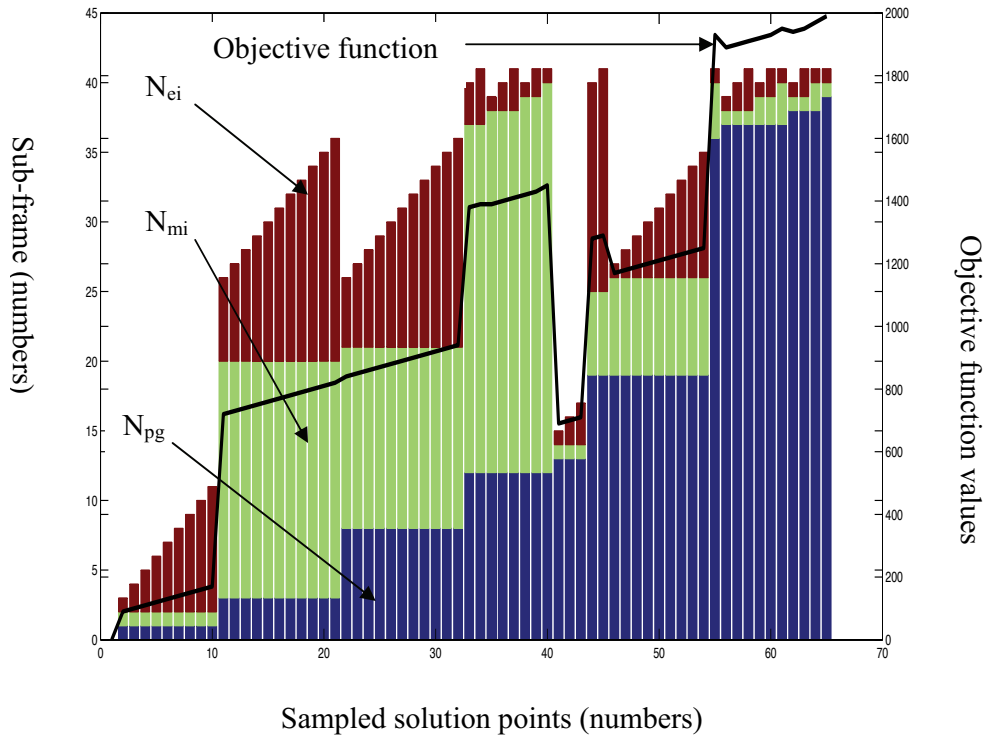 45
40
35
30
25
20
15
10
5
0
Sub-frame (numbers)
Objective function
N_ei
N_mi
N_pg
2000
1800
1600
1400
1200
1000
800
600
400
200
0
Objective function values
0 10 20 30 40 50 60 70
Sampled solution points (numbers)